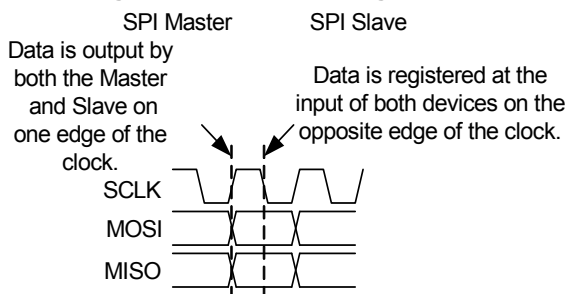 SPI Master
SPI Slave
Data is output by
both the Master
and Slave on
one edge of the
clock.
Data is registered at the
input of both devices on the
opposite edge of the clock.
SCLK
MOSI
MISO